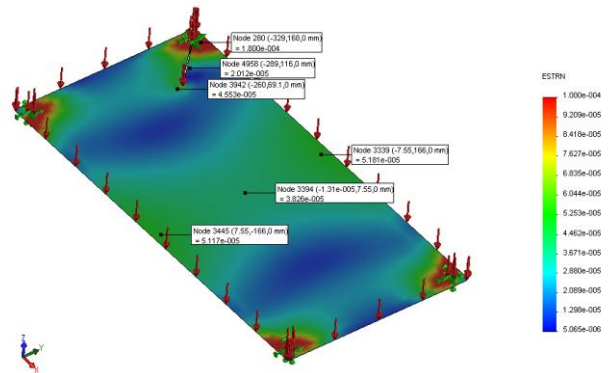 Node 280 (-329,168,0 mm)
= 1.800e-004
Node 4958 (-289,116,0 mm)
= 2.012e-005
Node 3942 (-260,69.1,0 mm)
= 4.553e-005
Node 3339 (-7.55,166,0 mm)
= 5.181e-005
Node 3394 (-1.31e-005,7.55,0 mm)
= 3.826e-005
Node 3445 (7.55,-166,0 mm)
= 5.117e-005
ESTRN
1.000e-004
9.209e-005
8.418e-005
7.626e-005
6.835e-005
6.044e-005
5.253e-005
4.462e-005
3.671e-005
2.880e-005
2.089e-005
1.298e-005
5.065e-006
Z
Y
X